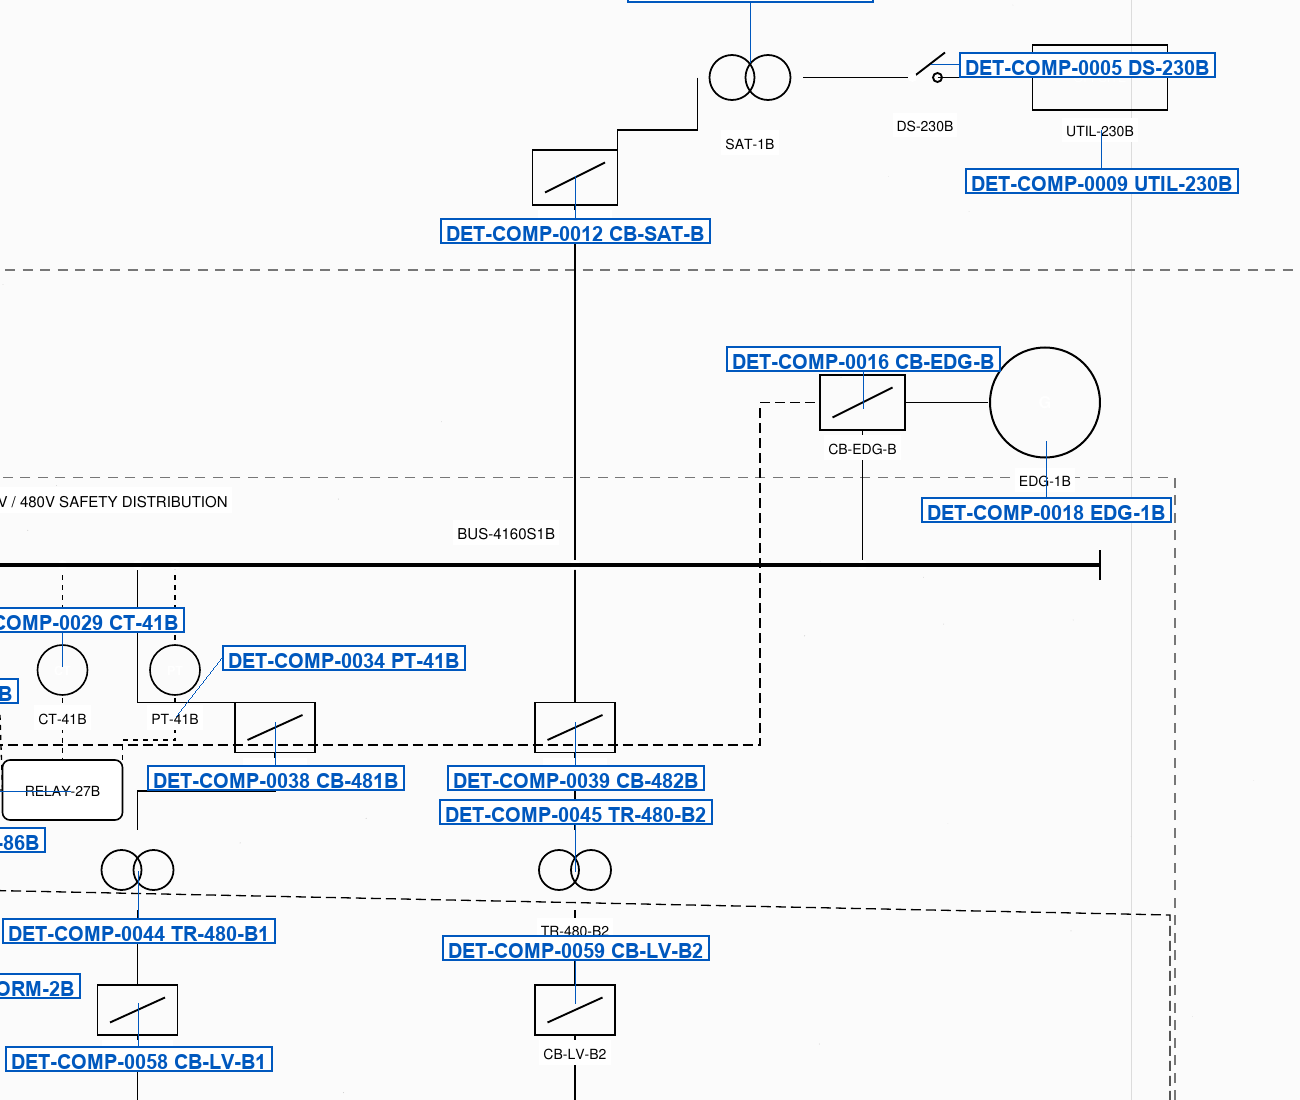 DET-COMP-0005 DS-230B
DS-230B
UTIL-230B
SAT-1B
DET-COMP-0009 UTIL-230B
DET-COMP-0012 CB-SAT-B
DET-COMP-0016 CB-EDG-B
CB-EDG-B
EDG-1B
V / 480V SAFETY DISTRIBUTION
DET-COMP-0018 EDG-1B
BUS-4160S1B
COMP-0029 CT-41B
DET-COMP-0034 PT-41B
B
CT-41B
PT-41B
DET-COMP-0038 CB-481B
DET-COMP-0039 CB-482B
RELAY-27B
DET-COMP-0045 TR-480-B2
-86B
DET-COMP-0044 TR-480-B1
TR-480-B2
DET-COMP-0059 CB-LV-B2
ORM-2B
CB-LV-B2
DET-COMP-0058 CB-LV-B1